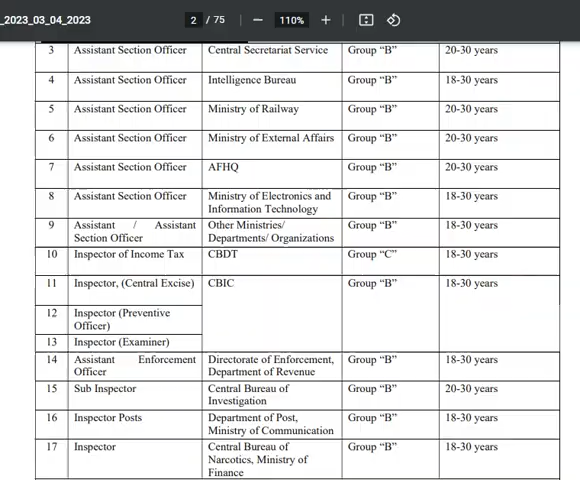 _2023_03_04_2023
2 / 75
110%
3 Assistant Section Officer Central Secretariat Service Group “B” 20-30 years
4 Assistant Section Officer Intelligence Bureau Group “B” 18-30 years
5 Assistant Section Officer Ministry of Railway Group “B” 20-30 years
6 Assistant Section Officer Ministry of External Affairs Group “B” 20-30 years
7 Assistant Section Officer AFHQ Group “B” 20-30 years
8 Assistant Section Officer Ministry of Electronics and Group “B” 18-30 years
Information Technology
9 Assistant / Assistant Other Ministries/ Group “B” 18-30 years
Section Officer Departments/ Organizations
10 Inspector of Income Tax CBDT Group “C” 18-30 years
11 Inspector, (Central Excise) CBIC Group “B” 18-30 years
12 Inspector (Preventive
Officer)
13 Inspector (Examiner)
14 Assistant Enforcement Directorate of Enforcement, Group “B” 18-30 years
Officer Department of Revenue
15 Sub Inspector Central Bureau of Group “B” 20-30 years
Investigation
16 Inspector Posts Department of Post, Group “B” 18-30 years
Ministry of Communication
17 Inspector Central Bureau of Group “B” 18-30 years
Narcotics, Ministry of
Finance